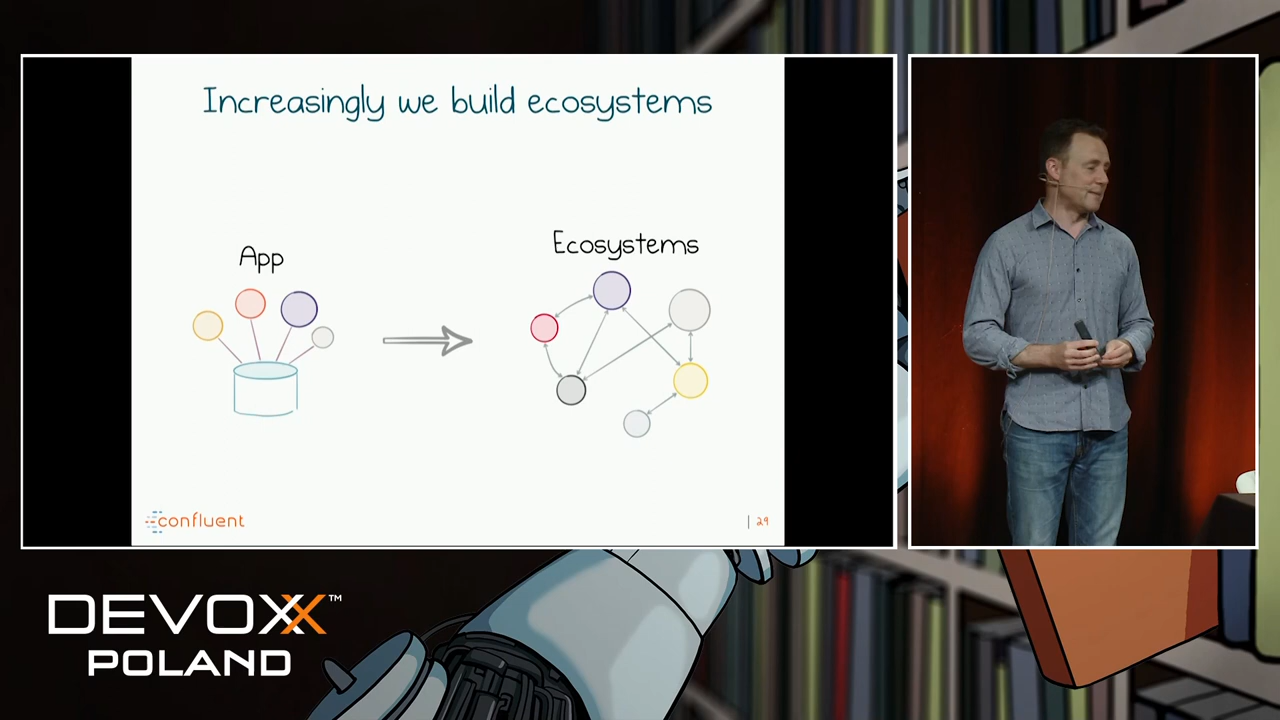 Increasingly we build ecosystems
App
Ecosystems
confluent
| 29
DEVOXX™
POLAND